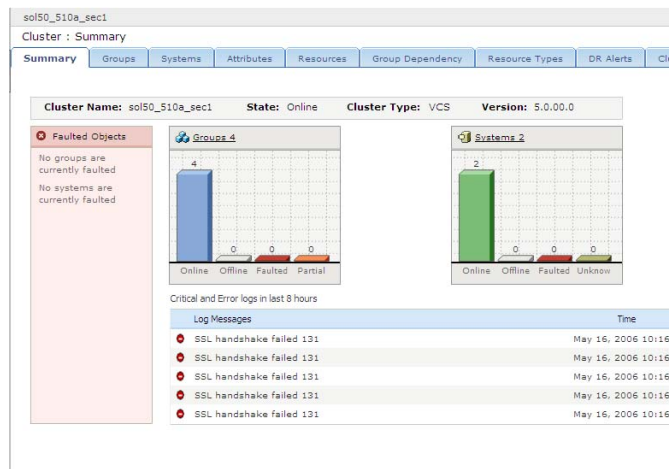 sol50_510a_sec1
Cluster : Summary
Summary Groups Systems Attributes Resources Group Dependency Resource Types DR Alerts
Cluster Name: sol50_510a_sec1 State: Online Cluster Type: VCS Version: 5.0.00.0
Faulted Objects
No groups are
currently faulted
No systems are
currently faulted
Groups 4
4 0 0 0
Online Offline Faulted Partial
Systems 2
2 0 0 0
Online Offline Faulted Unknow
Critical and Error logs in last 8 hours
Log Messages Time
SSL handshake failed 131 May 16, 2006 10:16
SSL handshake failed 131 May 16, 2006 10:16
SSL handshake failed 131 May 16, 2006 10:16
SSL handshake failed 131 May 16, 2006 10:16
SSL handshake failed 131 May 16, 2006 10:16